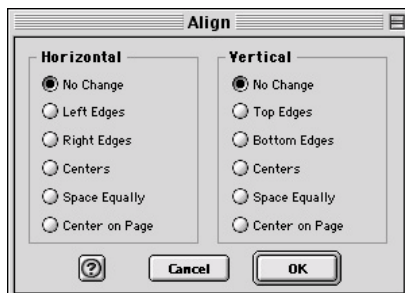 Align
Horizontal
No Change
Left Edges
Right Edges
Centers
Space Equally
Center on Page
Vertical
No Change
Top Edges
Bottom Edges
Centers
Space Equally
Center on Page
?
Cancel
OK